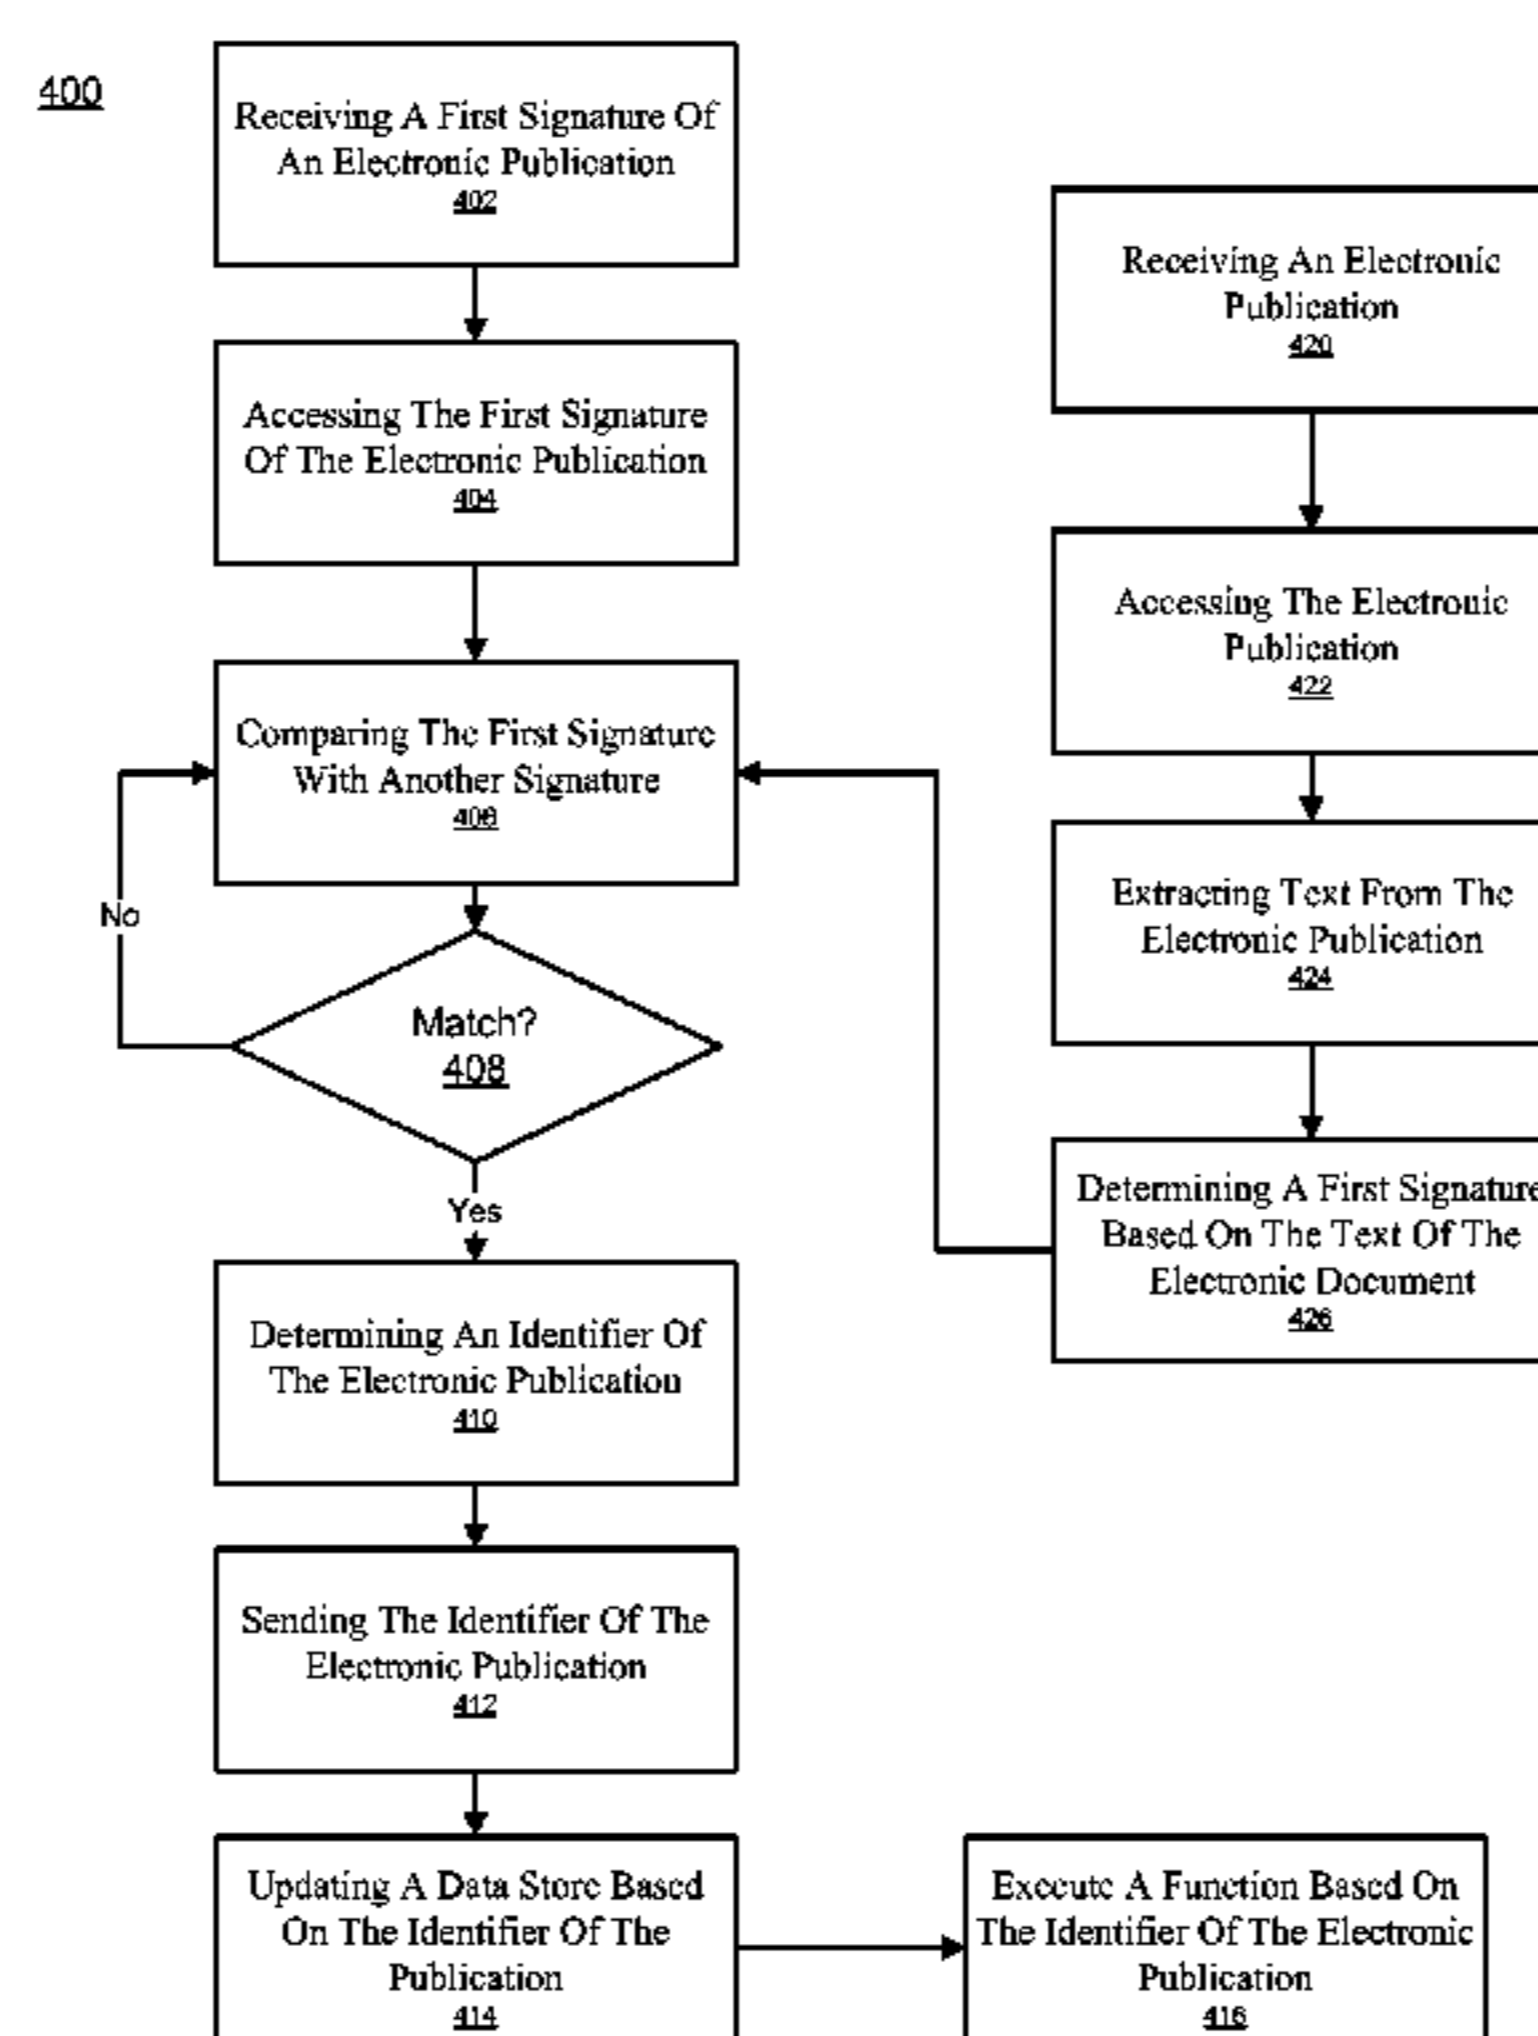 400
Receiving A First Signature Of
An Electronic Publication
402
Accessing The First Signature
Of The Electronic Publication
404
Comparing The First Signature
With Another Signature
406
No
Match?
408
Yes
Determining An Identifier Of
The Electronic Publication
410
Sending The Identifier Of The
Electronic Publication
412
Updating A Data Store Based
On The Identifier Of The
Publication
414
Execute A Function Based On
The Identifier Of The Electronic
Publication
416
Receiving An Electronic
Publication
420
Accessing The Electronic
Publication
422
Extracting Text From The
Electronic Publication
424
Determining A First Signature
Based On The Text Of The
Electronic Document
426